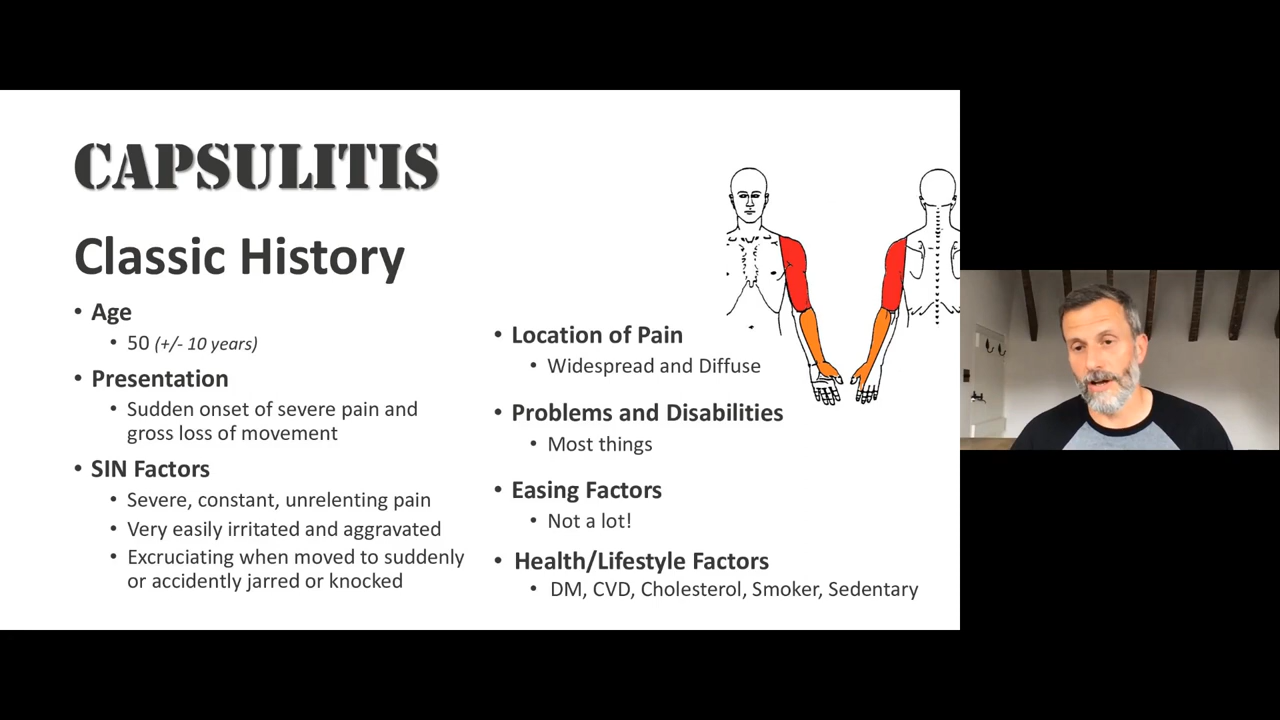 CAPSULITIS
Classic History
• Age
• 50 (+/- 10 years)
• Presentation
• Sudden onset of severe pain and
gross loss of movement
• SIN Factors
• Severe, constant, unrelenting pain
• Very easily irritated and aggravated
• Excruciating when moved to suddenly
or accidently jarred or knocked
• Location of Pain
• Widespread and Diffuse
• Problems and Disabilities
• Most things
• Easing Factors
• Not a lot!
• Health/Lifestyle Factors
• DM, CVD, Cholesterol, Smoker, Sedentary